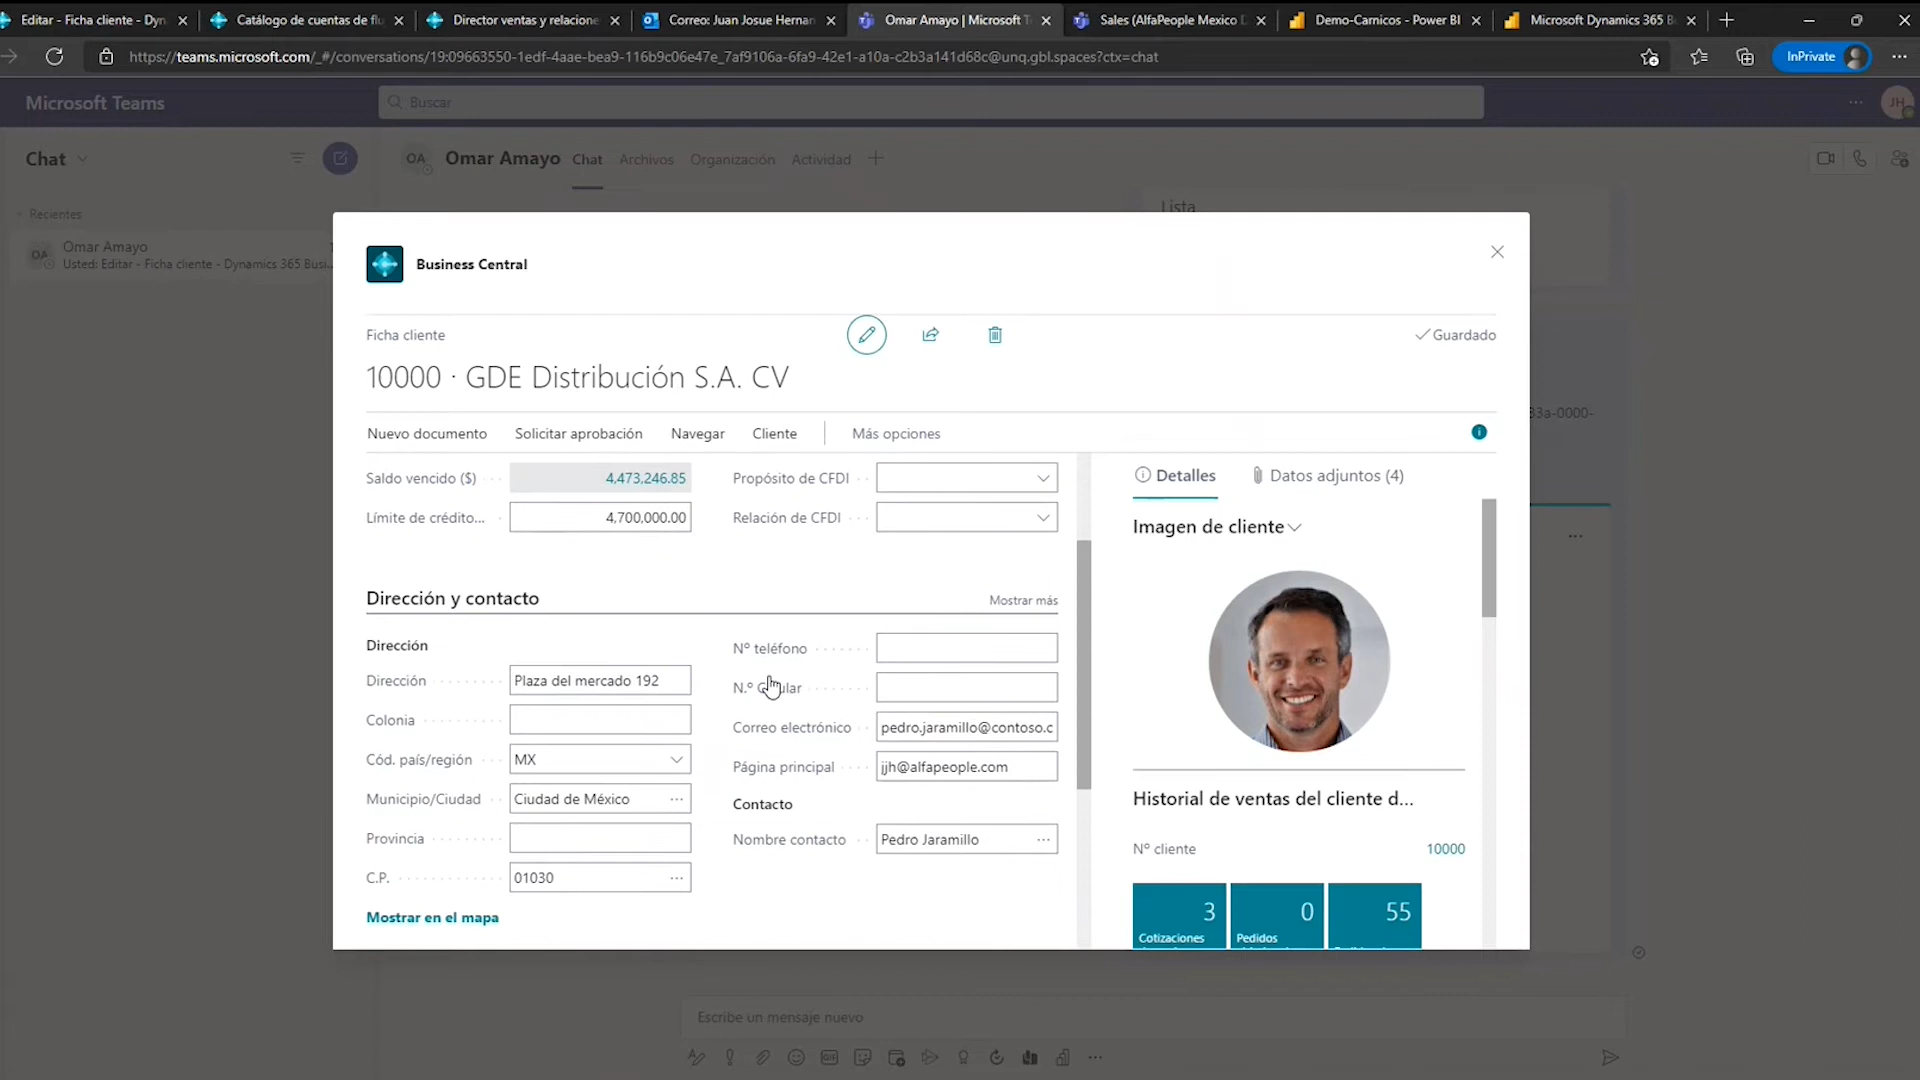 Editar - Ficha cliente - Dyn
Catálogo de cuentas de flu
Director ventas y relacione
Correo: Juan Josue Hernan
Omar Amayo | Microsoft T
Sales (AlfaPeople Mexico D
Demo-Carnicos - Power BI
Microsoft Dynamics 365 B
https://teams.microsoft.com/_#/conversations/19:09663550-1edf-4aae-bea9-116b9c06e47e_7af9106a-6fa9-42e1-a10a-c2b3a141d68c@unq.gbl.spaces?ctx=chat
InPrivate
Microsoft Teams
Buscar
JH
Chat
OA
Omar Amayo
Chat
Archivos
Organización
Actividad
Recientes
Lista
OA
Omar Amayo
Usted: Editar - Ficha cliente - Dynamics 365 Busi...
Business Central
Ficha cliente
Guardado
10000 · GDE Distribución S.A. CV
33a-0000-
Nuevo documento
Solicitar aprobación
Navegar
Cliente
Más opciones
Saldo vencido ($)
4,473,246.85
Propósito de CFDI
Límite de crédito...
4,700,000.00
Relación de CFDI
Detalles
Datos adjuntos (4)
Imagen de cliente
Dirección y contacto
Mostrar más
Dirección
Dirección
Plaza del mercado 192
Colonia
Cód. país/región
MX
Municipio/Ciudad
Ciudad de México
Provincia
C.P.
01030
Mostrar en el mapa
Nº teléfono
N.º
Correo electrónico
pedro.jaramillo@contoso.c
Página principal
jjh@alfapeople.com
Contacto
Nombre contacto
Pedro Jaramillo
Historial de ventas del cliente d...
Nº cliente
10000
3
Cotizaciones
0
Pedidos
55
Escribe un mensaje nuevo
GIF